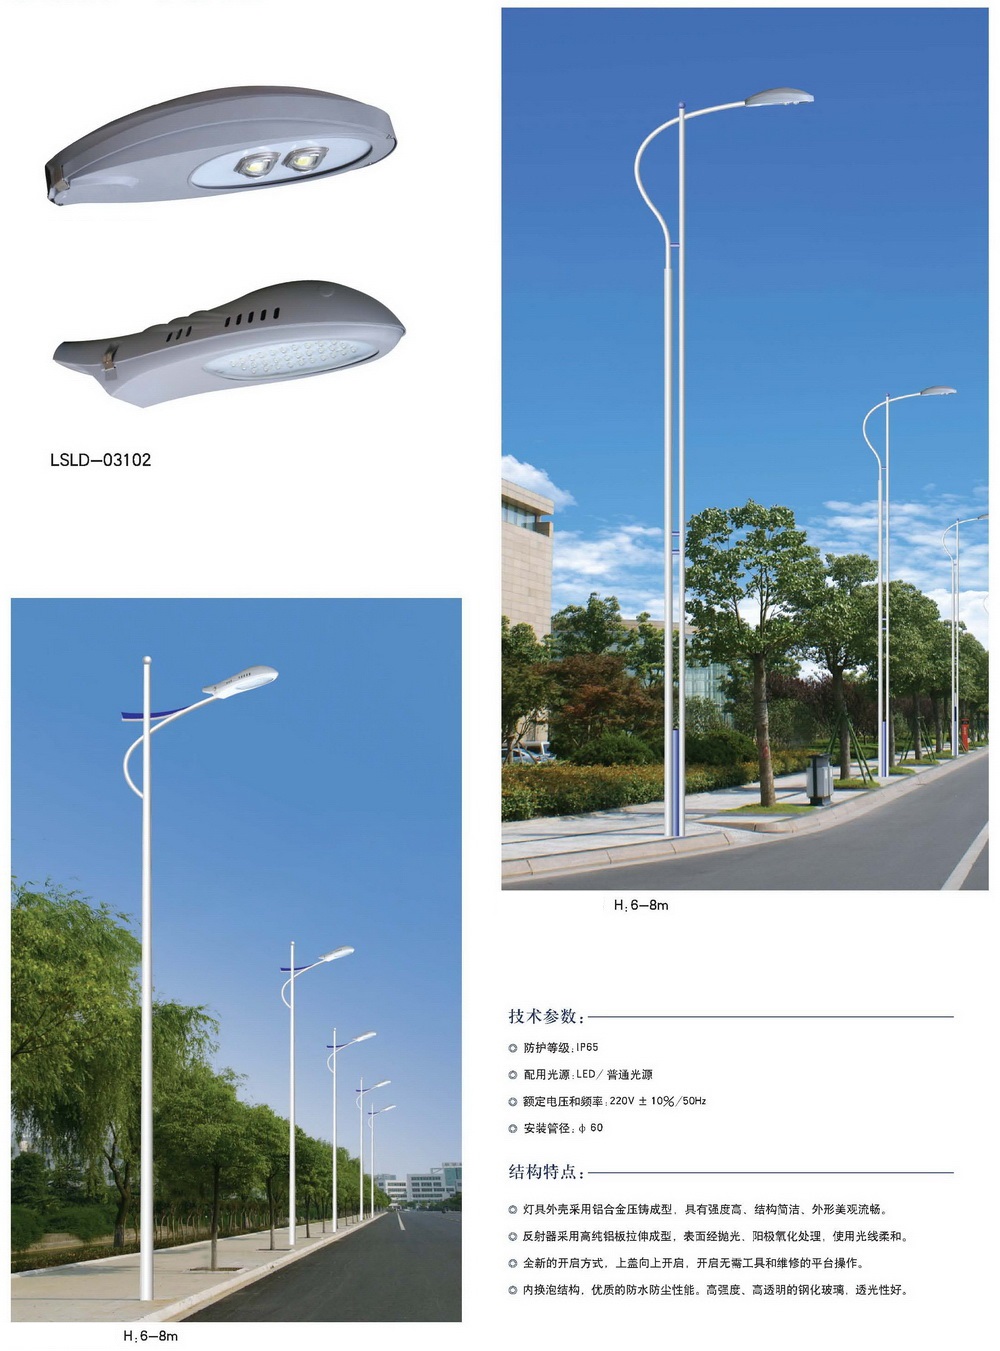 LSLD-03102
H:6-8m
H:6-8m
技术参数:
◎ 防护等级:IP65
◎ 配用光源:LED/ 普通光源
◎ 额定电压和频率:220V ± 10%/50Hz
◎ 安装管径:ф 60
结构特点:
◎ 灯具外壳采用铝合金压铸成型，具有强度高、结构简洁、外形美观流畅。
◎ 反射器采用高纯铝板拉伸成型，表面经抛光、阳极氧化处理，使用光线柔和。
◎ 全新的开启方式，上盖向上开启，开启无需工具和维修的平台操作。
◎ 内换泡结构，优质的防水防尘性能。高强度、高透明的钢化玻璃，透光性好。